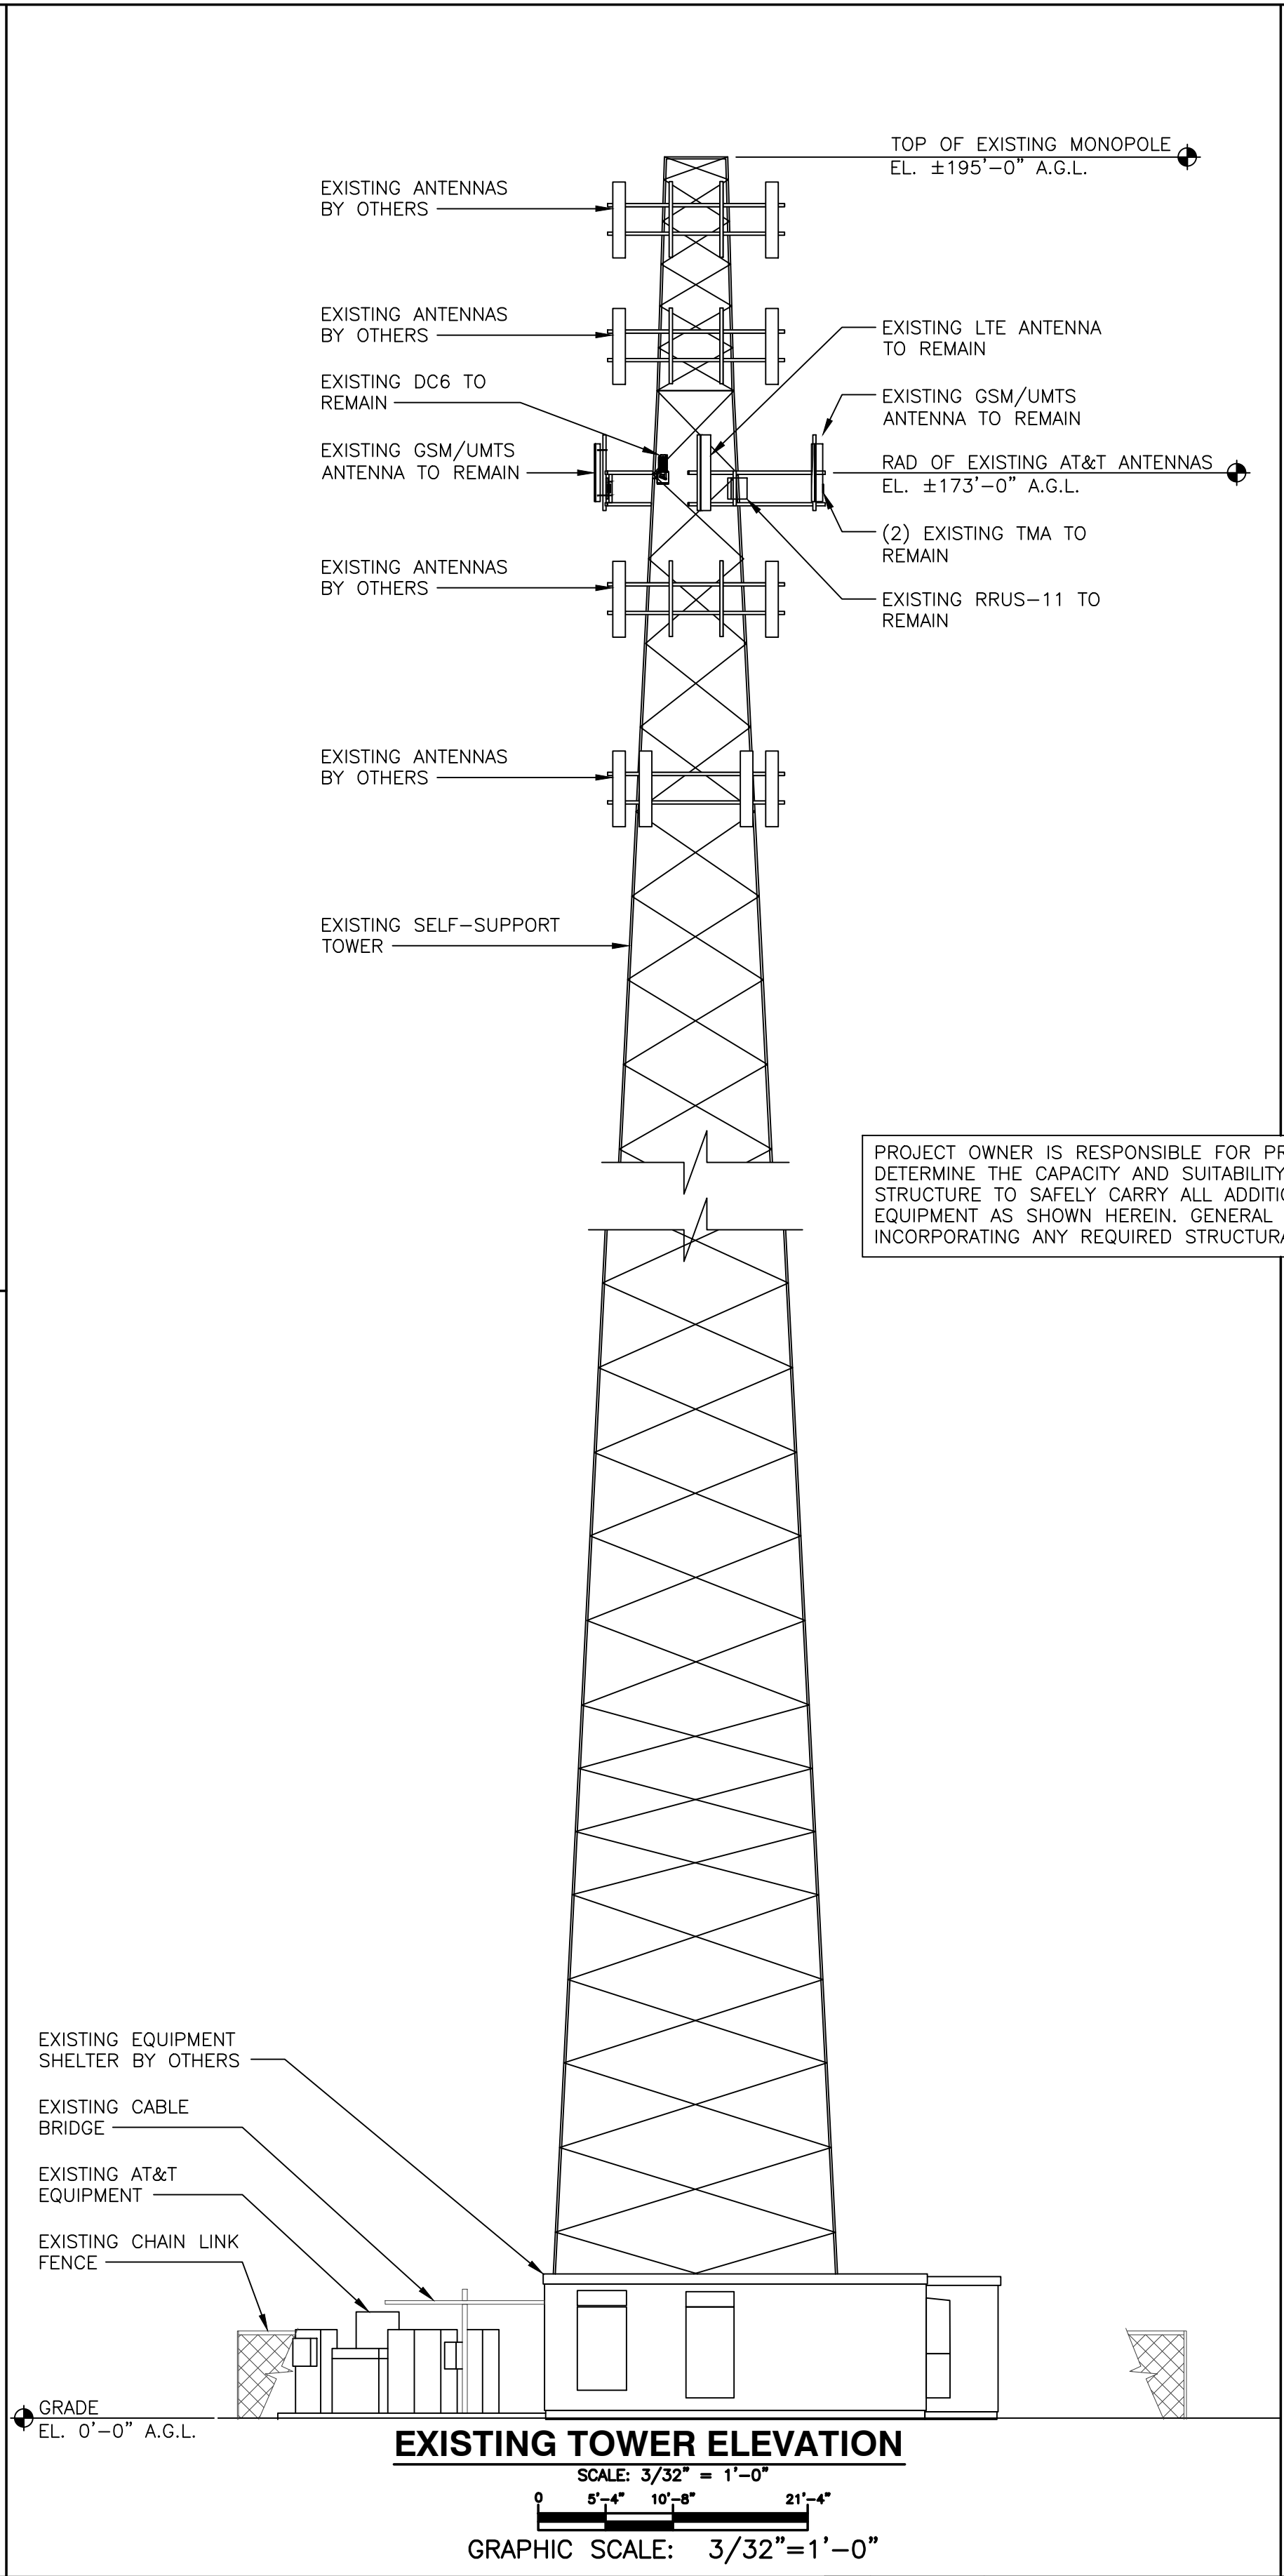 TOP OF EXISTING MONOPOLE
EL. ±195'-0" A.G.L.
EXISTING ANTENNAS
BY OTHERS
EXISTING ANTENNAS
BY OTHERS
EXISTING LTE ANTENNA
TO REMAIN
EXISTING DC6 TO
REMAIN
EXISTING GSM/UMTS
ANTENNA TO REMAIN
EXISTING GSM/UMTS
ANTENNA TO REMAIN
RAD OF EXISTING AT&T ANTENNAS
EL. ±173'-0" A.G.L.
(2) EXISTING TMA TO
REMAIN
EXISTING ANTENNAS
BY OTHERS
EXISTING RRUS-11 TO
REMAIN
EXISTING ANTENNAS
BY OTHERS
EXISTING SELF-SUPPORT
TOWER
PROJECT OWNER IS RESPONSIBLE FOR PR
DETERMINE THE CAPACITY AND SUITABILITY
STRUCTURE TO SAFELY CARRY ALL ADDITIO
EQUIPMENT AS SHOWN HEREIN. GENERAL
INCORPORATING ANY REQUIRED STRUCTURA
EXISTING EQUIPMENT
SHELTER BY OTHERS
EXISTING CABLE
BRIDGE
EXISTING AT&T
EQUIPMENT
EXISTING CHAIN LINK
FENCE
GRADE
EL. 0'-0" A.G.L.
EXISTING TOWER ELEVATION
SCALE: 3/32" = 1'-0"
0 5'-4" 10'-8" 21'-4"
GRAPHIC SCALE: 3/32"=1'-0"